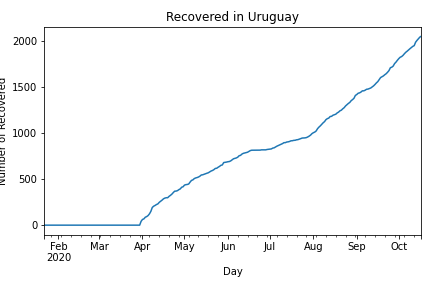 Recovered in Uruguay
Number of Recovered
2000
1500
1000
500
0
Feb Mar Apr May Jun Jul Aug Sep Oct
2020
Day